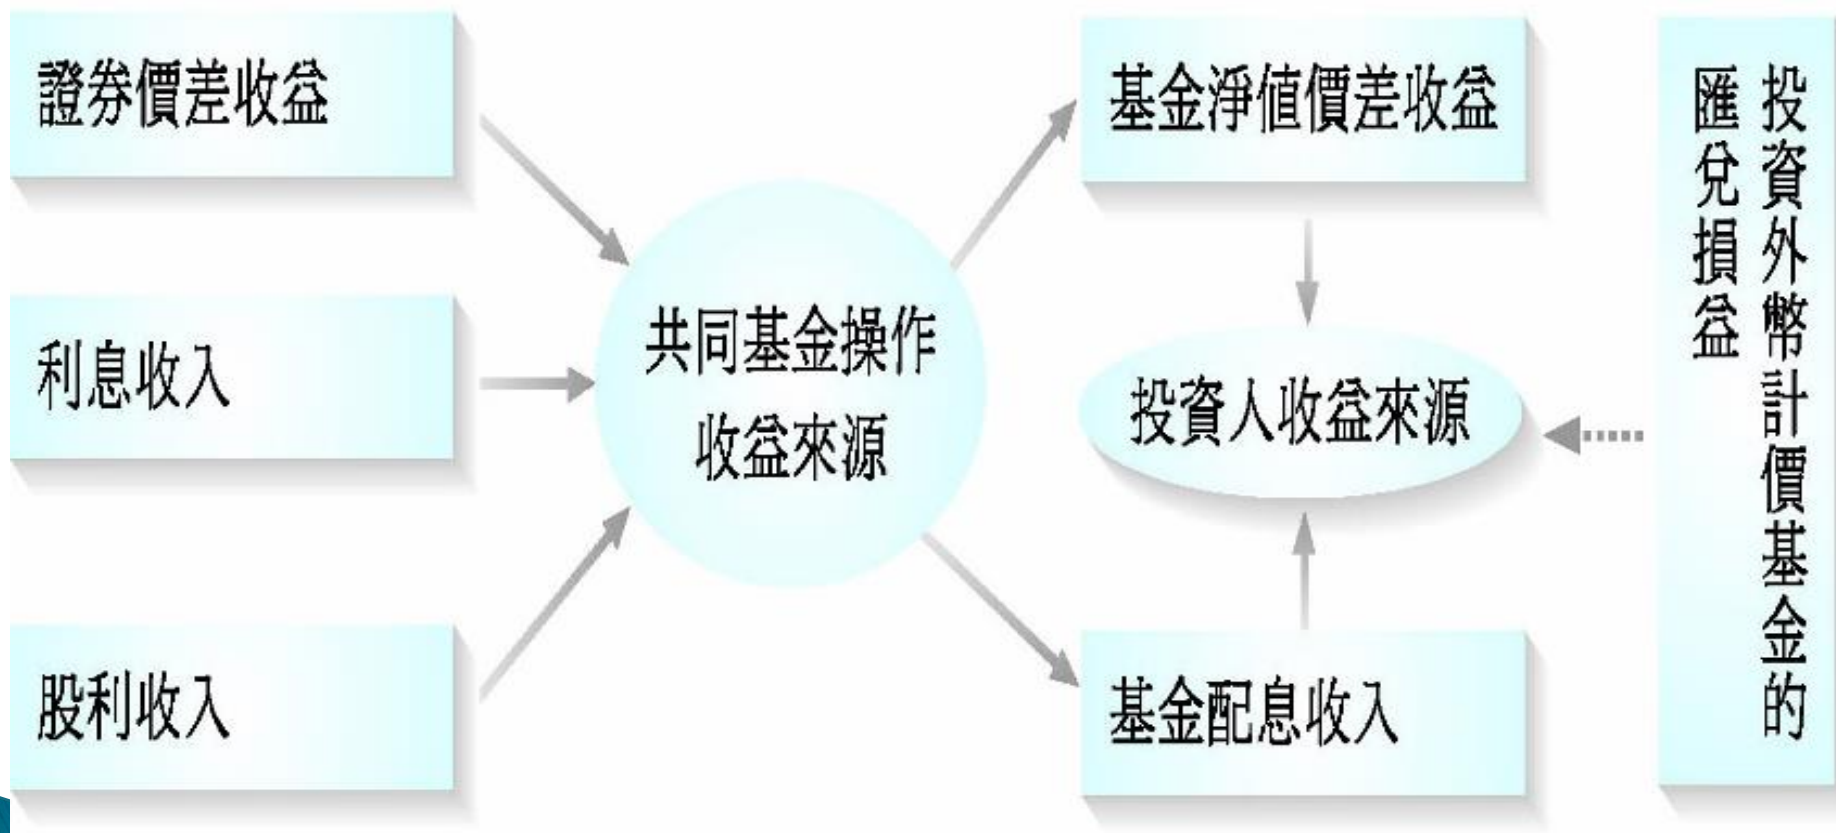 證券價差收益
利息收入
股利收入
共同基金操作
收益來源
基金淨值價差收益
投資人收益來源
基金配息收入
投資外幣計價基金的
匯兌損益